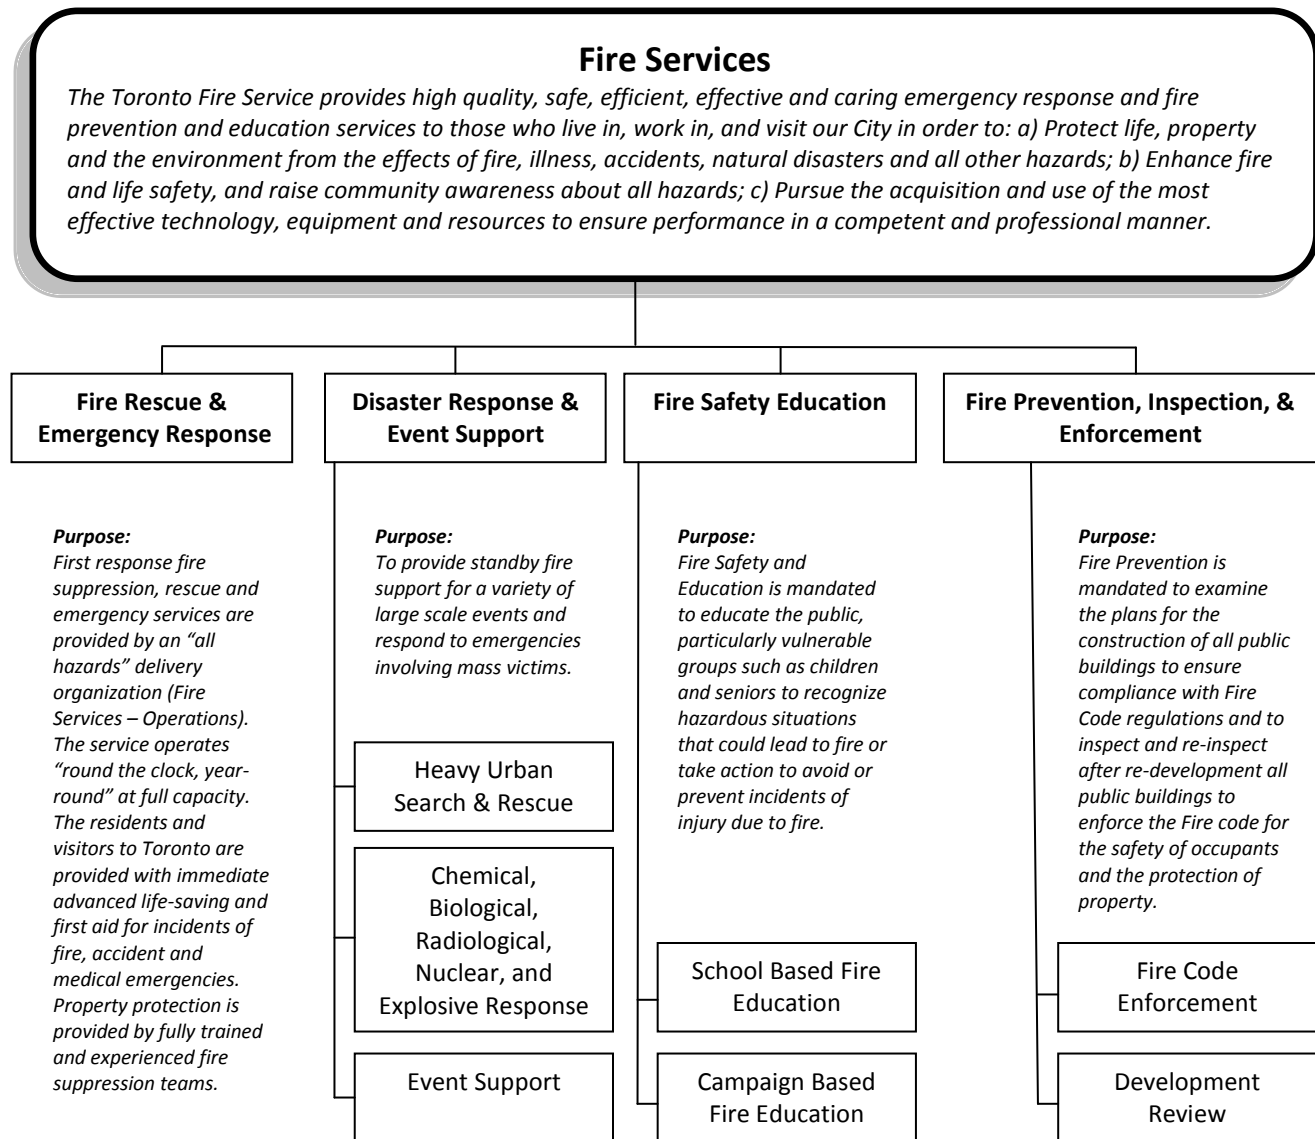 Fire Services
The Toronto Fire Service provides high quality, safe, efficient, effective and caring emergency response and fire
prevention and education services to those who live in, work in, and visit our City in order to: a) Protect life, property
and the environment from the effects of fire, illness, accidents, natural disasters and all other hazards; b) Enhance fire
and life safety, and raise community awareness about all hazards; c) Pursue the acquisition and use of the most
effective technology, equipment and resources to ensure performance in a competent and professional manner.
Fire Rescue &
Emergency Response
Purpose:
First response fire
suppression, rescue and
emergency services are
provided by an “all
hazards” delivery
organization (Fire
Services – Operations).
The service operates
“round the clock, year-
round” at full capacity.
The residents and
visitors to Toronto are
provided with immediate
advanced life-saving and
first aid for incidents of
fire, accident and
medical emergencies.
Property protection is
provided by fully trained
and experienced fire
suppression teams.
Disaster Response &
Event Support
Purpose:
To provide standby fire
support for a variety of
large scale events and
respond to emergencies
involving mass victims.
Heavy Urban
Search & Rescue
Chemical,
Biological,
Radiological,
Nuclear, and
Explosive Response
Event Support
Fire Safety Education
Purpose:
Fire Safety and
Education is mandated
to educate the public,
particularly vulnerable
groups such as children
and seniors to recognize
hazardous situations
that could lead to fire or
take action to avoid or
prevent incidents of
injury due to fire.
School Based Fire
Education
Campaign Based
Fire Education
Fire Prevention, Inspection, &
Enforcement
Purpose:
Fire Prevention is
mandated to examine
the plans for the
construction of all public
buildings to ensure
compliance with Fire
Code regulations and to
inspect and re-inspect
after re-development all
public buildings to
enforce the Fire code for
the safety of occupants
and the protection of
property.
Fire Code
Enforcement
Development
Review